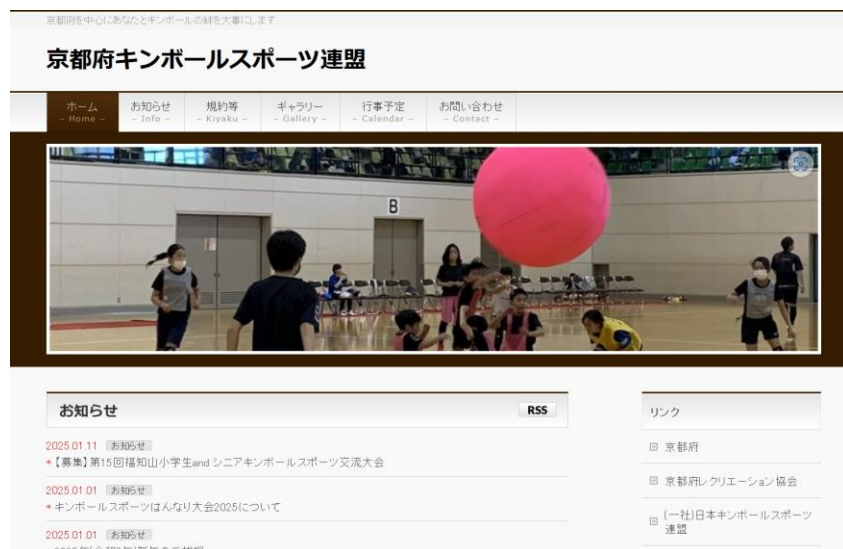 京都府を中心にあなたとキンボールの絆を大事にします
京都府キンボールスポーツ連盟
ホーム
– Home –
お知らせ
– Info –
規約等
– Kiyaku –
ギャラリー
– Gallery –
行事予定
– Calendar –
お問い合わせ
– Contact –
B
お知らせ
RSS
2025.01.11 お知らせ
【募集】第15回福知山小学生and シニアキンボールスポーツ交流大会
2025.01.01 お知らせ
キンボールスポーツはんなり大会2025について
2025.01.01 お知らせ
リンク
京都府
京都府レクリエーション協会
(一社)日本キンボールスポーツ
連盟